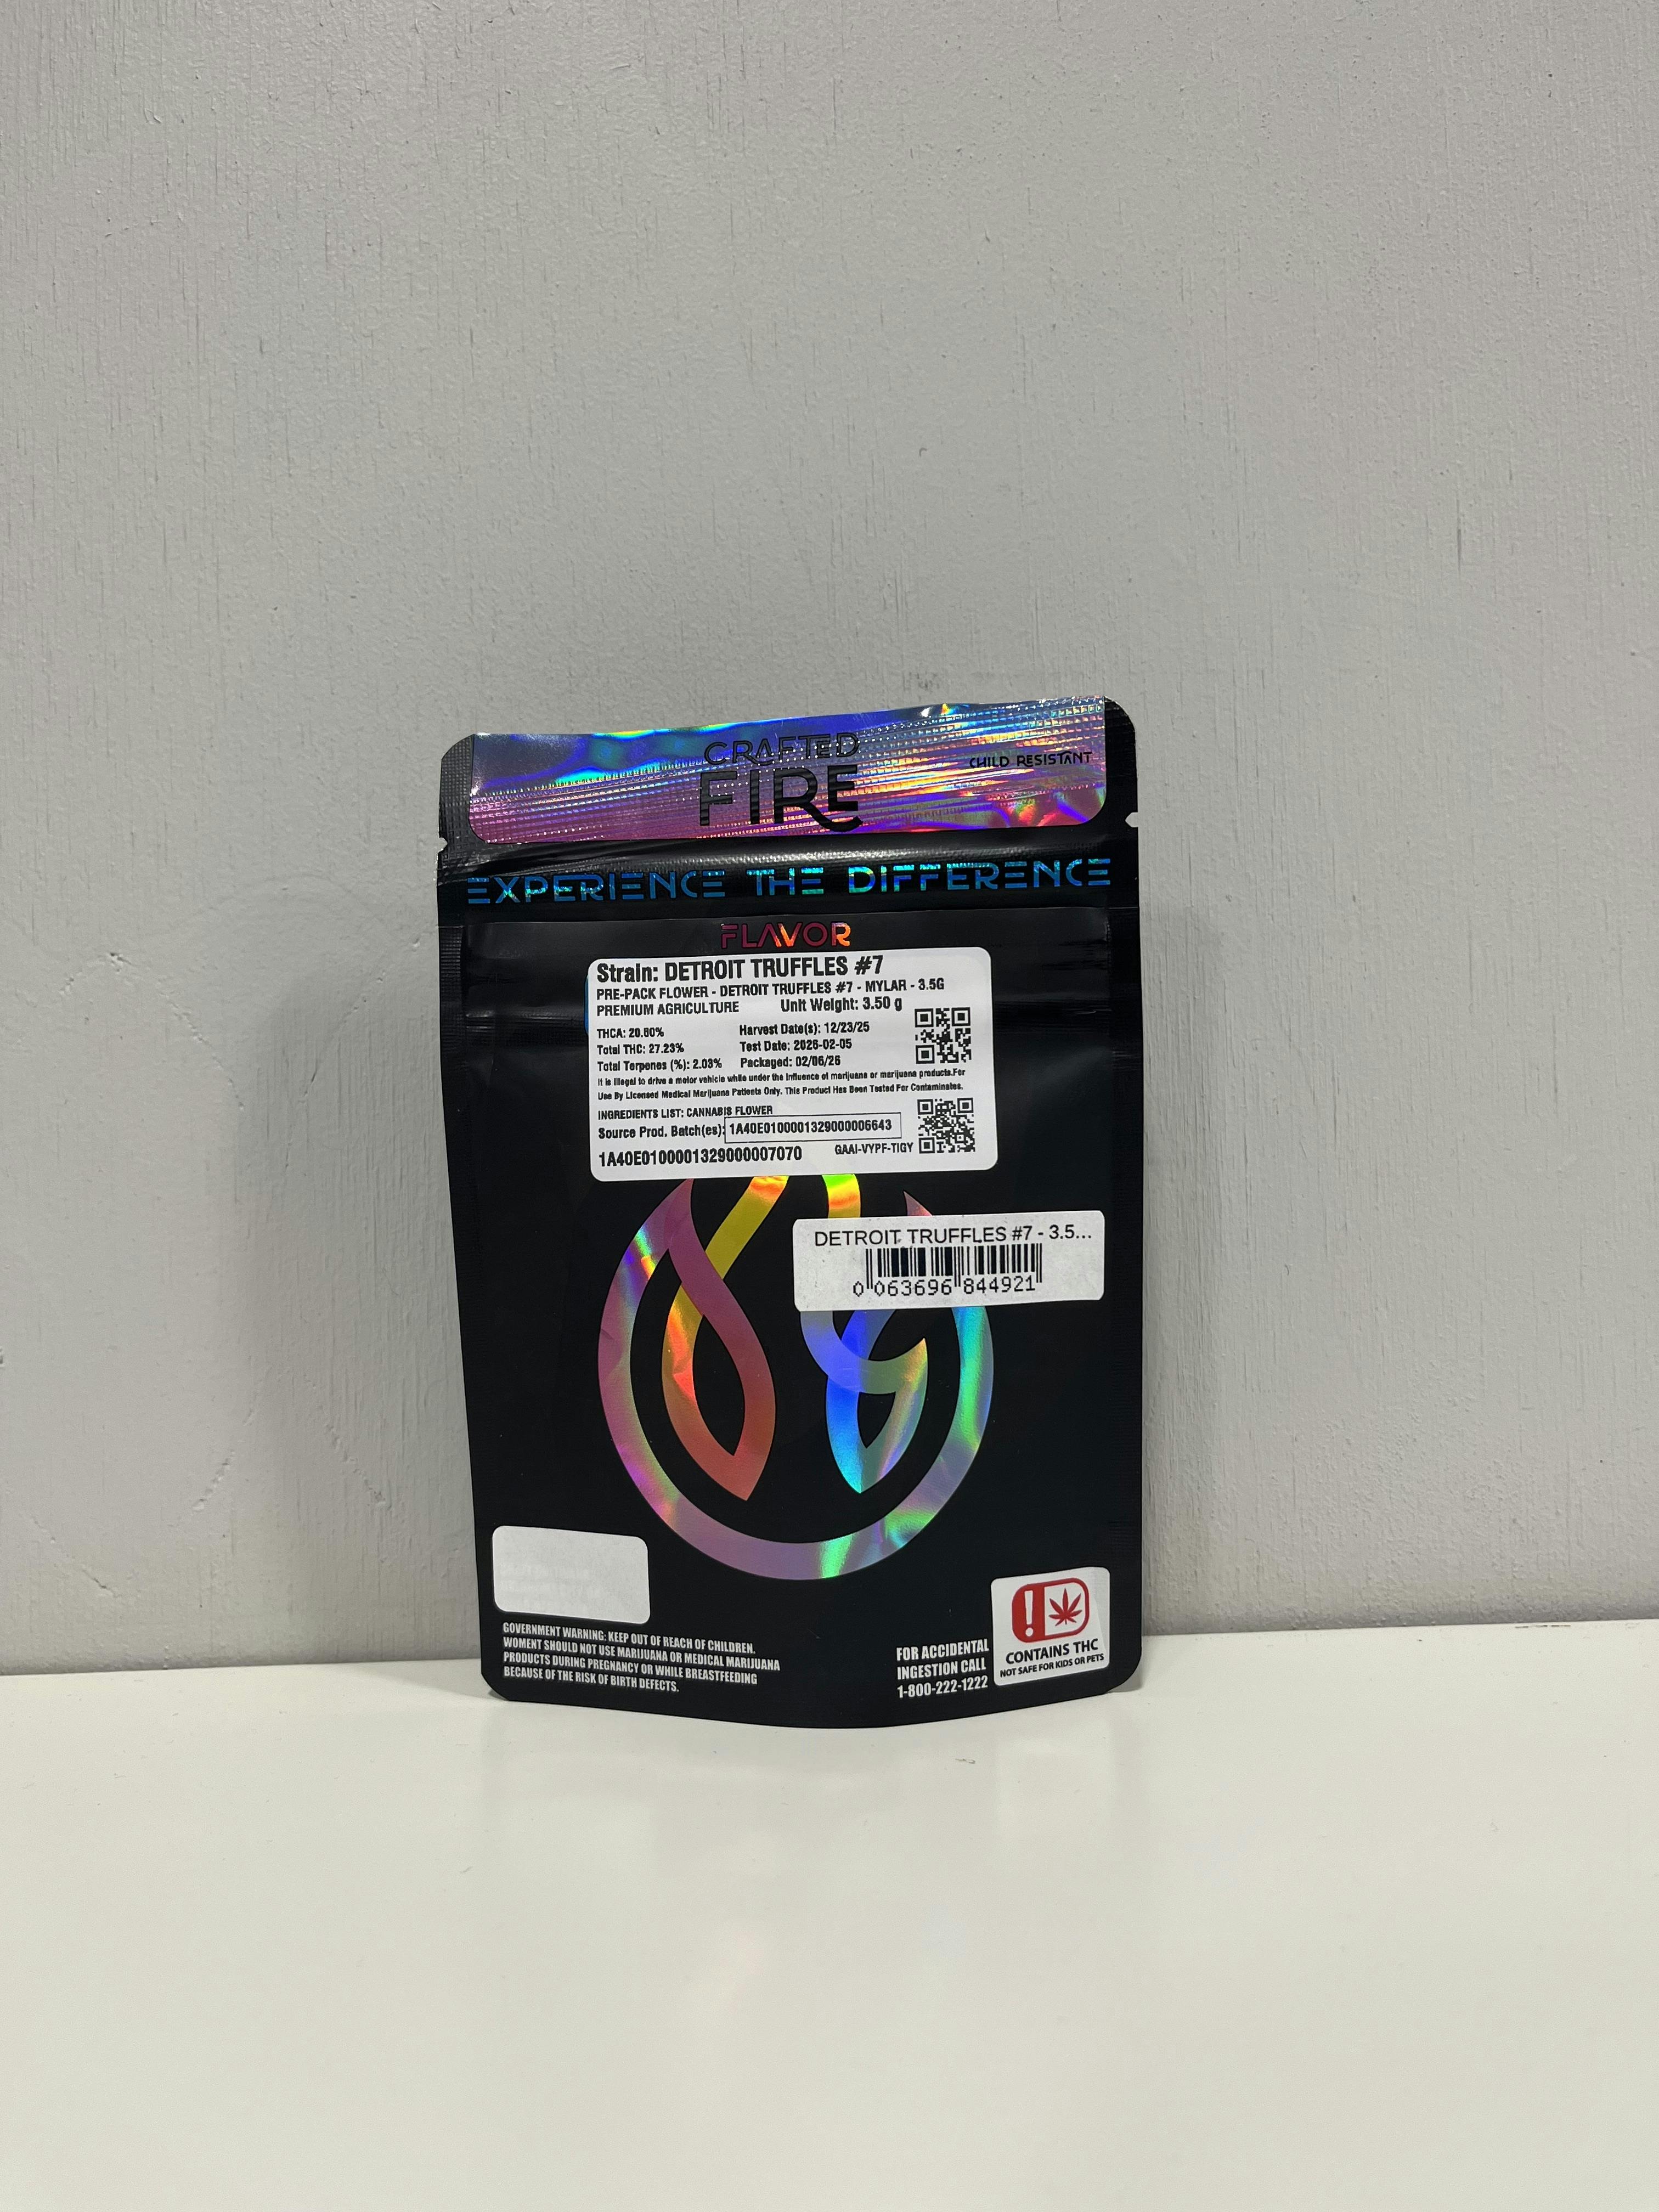 CRAFTED
FIRE
CHILD RESISTANT
EXPERIENCE THE DIFFERENCE
FLAVOR
Strain: DETROIT TRUFFLES #7
PRE-PACK FLOWER - DETROIT TRUFFLES #7 - MYLAR - 3.5G
PREMIUM AGRICULTURE Unit Weight: 3.50 g
THCA: 20.60% Harvest Date(s): 12/23/25
Total THC: 27.23% Test Date: 2026-02-05
Total Terpenes (%): 2.03% Packaged: 02/06/26
It is illegal to drive a motor vehicle while under the influence of marijuana or marijuana products.For
Use By Licensed Medical Marijuana Patients Only. This Product Has Been Tested For Contaminates.
INGREDIENTS LIST: CANNABIS FLOWER
Source Prod. Batch(es): 1A40E0100001329000006643
1A40E0100001329000007070 GAAI-VYPF-TIGY
DETROIT TRUFFLES #7 - 3.5...
0 063696 844921
GOVERNMENT WARNING: KEEP OUT OF REACH OF CHILDREN.
WOMENT SHOULD NOT USE MARIJUANA OR MEDICAL MARIJUANA
PRODUCTS DURING PREGNANCY OR WHILE BREASTFEEDING
BECAUSE OF THE RISK OF BIRTH DEFECTS.
FOR ACCIDENTAL
INGESTION CALL
1-800-222-1222
CONTAINS THC
NOT SAFE FOR KIDS OR PETS